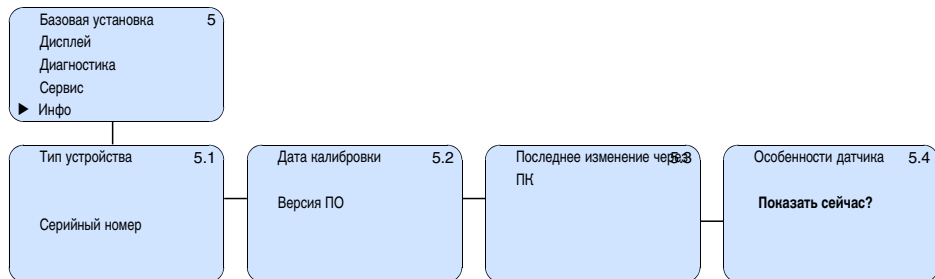 Базовая установка 5
Дисплей
Диагностика
Сервис
▶ Инфо
Тип устройства 5.1
Серийный номер
Дата калибровки 5.2
Версия ПО
Последнее изменение через 5.3
ПК
Особенности датчика 5.4
Показать сейчас?